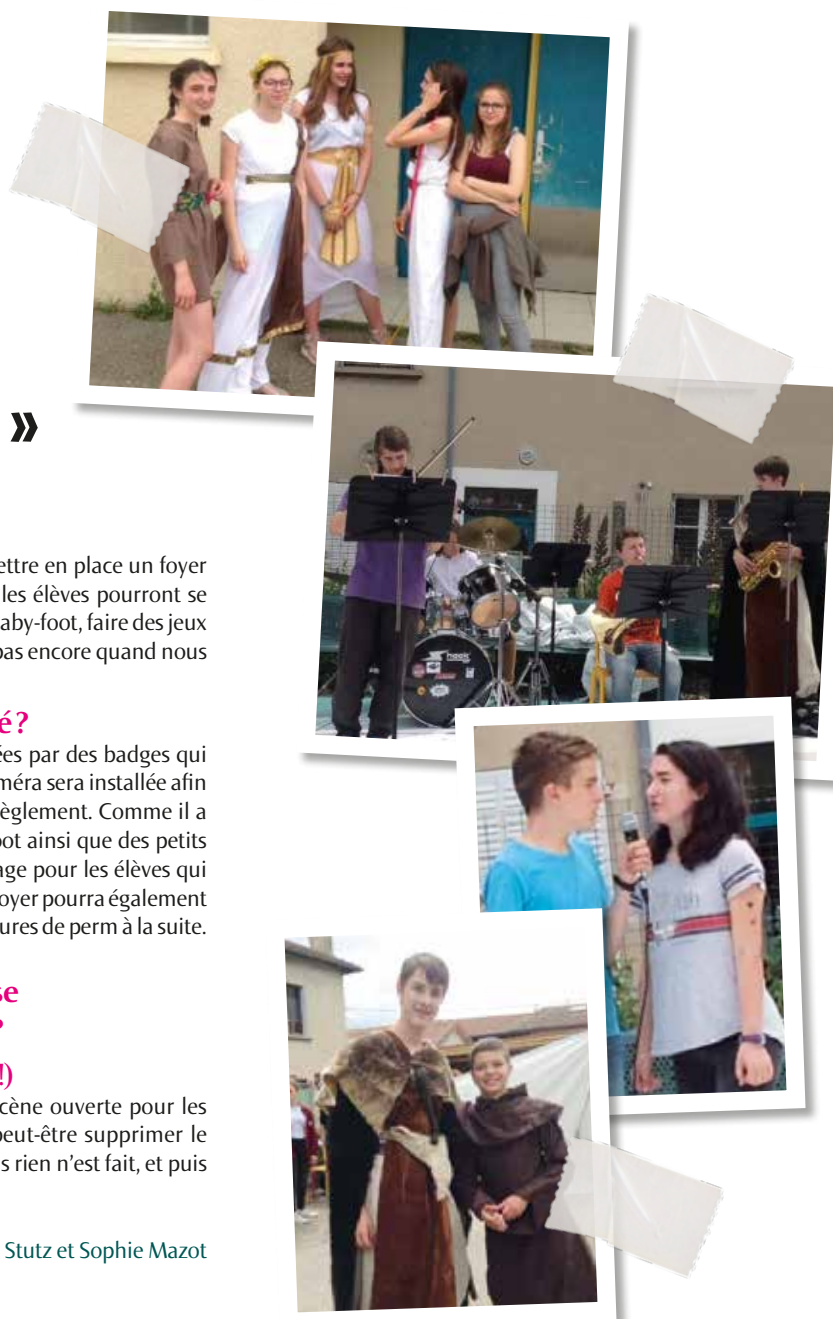 »
ettre en place un foyer
les élèves pourront se
aby-foot, faire des jeux
pas encore quand nous
é ?
ées par des badges qui
méra sera installée afin
règlement. Comme il a
oot ainsi que des petits
age pour les élèves qui
oyer pourra également
ures de perm à la suite.
se
?
!)
cène ouverte pour les
peut-être supprimer le
s rien n’est fait, et puis
Stutz et Sophie Mazot